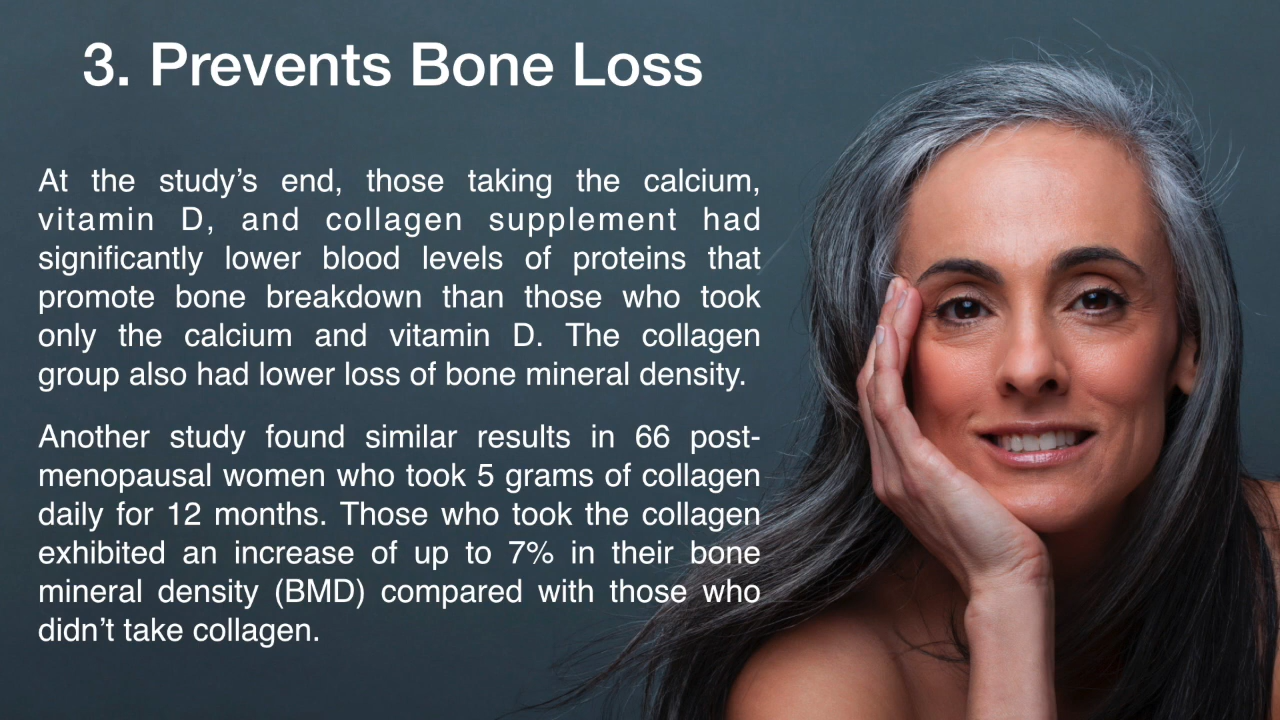 3. Prevents Bone Loss
At the study’s end, those taking the calcium,
vitamin D, and collagen supplement had
significantly lower blood levels of proteins that
promote bone breakdown than those who took
only the calcium and vitamin D. The collagen
group also had lower loss of bone mineral density.
Another study found similar results in 66 post-
menopausal women who took 5 grams of collagen
daily for 12 months. Those who took the collagen
exhibited an increase of up to 7% in their bone
mineral density (BMD) compared with those who
didn’t take collagen.